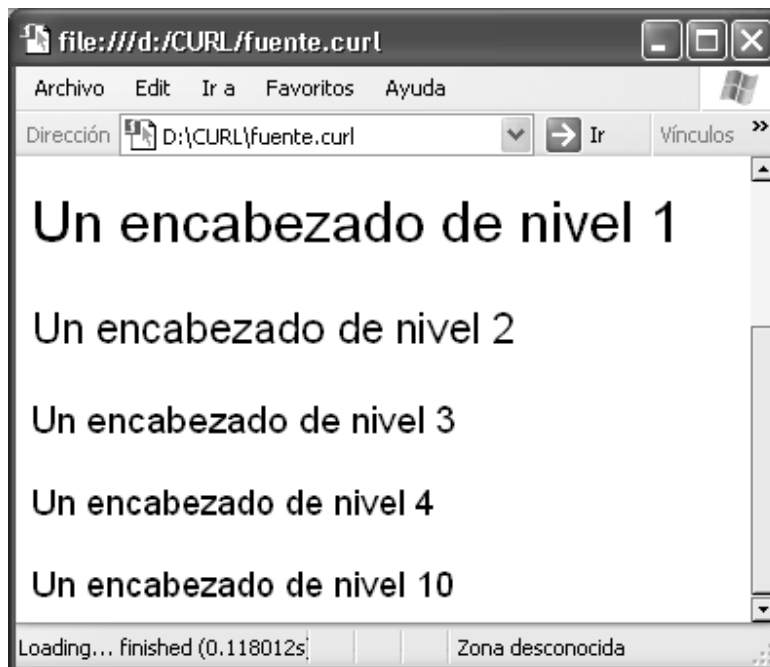 file:///d:/CURL/fuente.curl
Archivo Edit Ir a Favoritos Ayuda
Dirección D:\CURL\fuente.curl Ir Vínculos »
Un encabezado de nivel 1
Un encabezado de nivel 2
Un encabezado de nivel 3
Un encabezado de nivel 4
Un encabezado de nivel 10
Loading... finished (0.118012s Zona desconocida